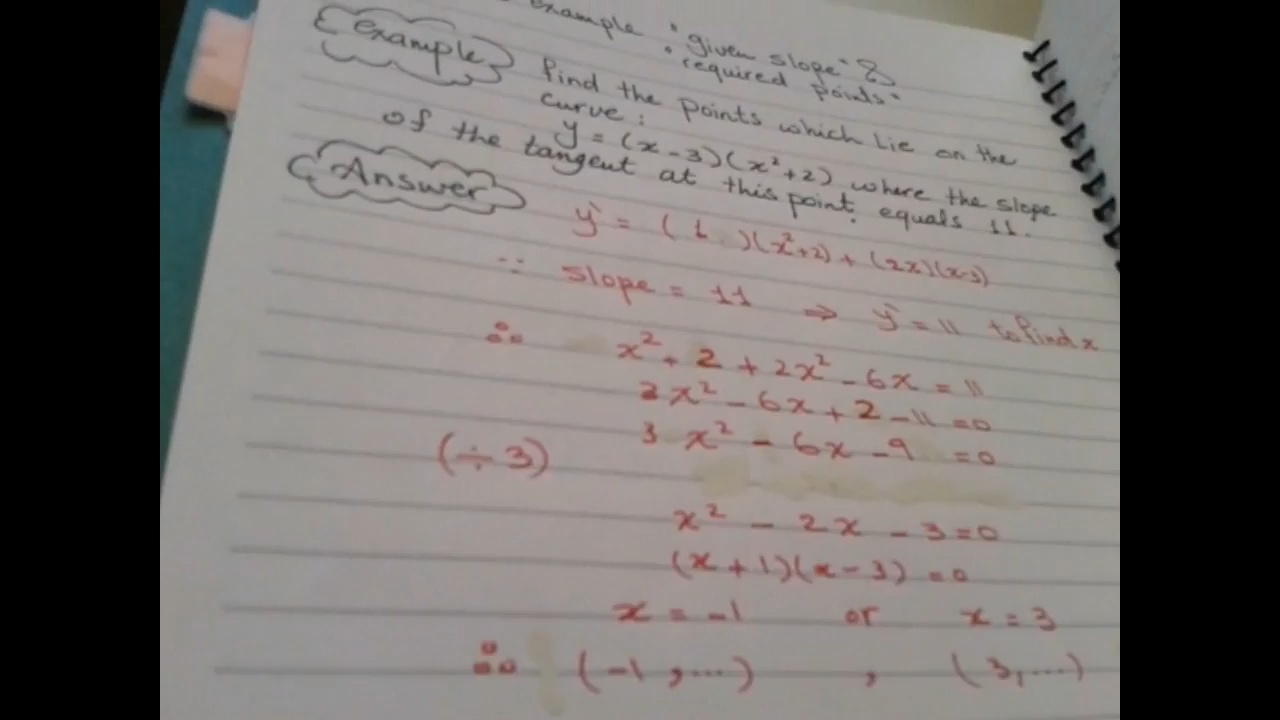 example : "given slope" &
"required points"
Example
Find the points which lie on the
curve :
y = (x - 3)(x² + 2) where the slope
of the tangent at this point equals 11.
Answer
y` = (1 )(x² + 2) + (2x)(x-3)
∵ slope = 11 ⇒ y` = 11 to find x
∴ x² + 2 + 2x² - 6x = 11
3x² - 6x + 2 - 11 = 0
3 x² - 6x - 9 = 0
(÷ 3)
x² - 2x - 3 = 0
(x + 1)(x - 3) = 0
x = -1 or x = 3
∴ (-1 , ...) , (3, ...)